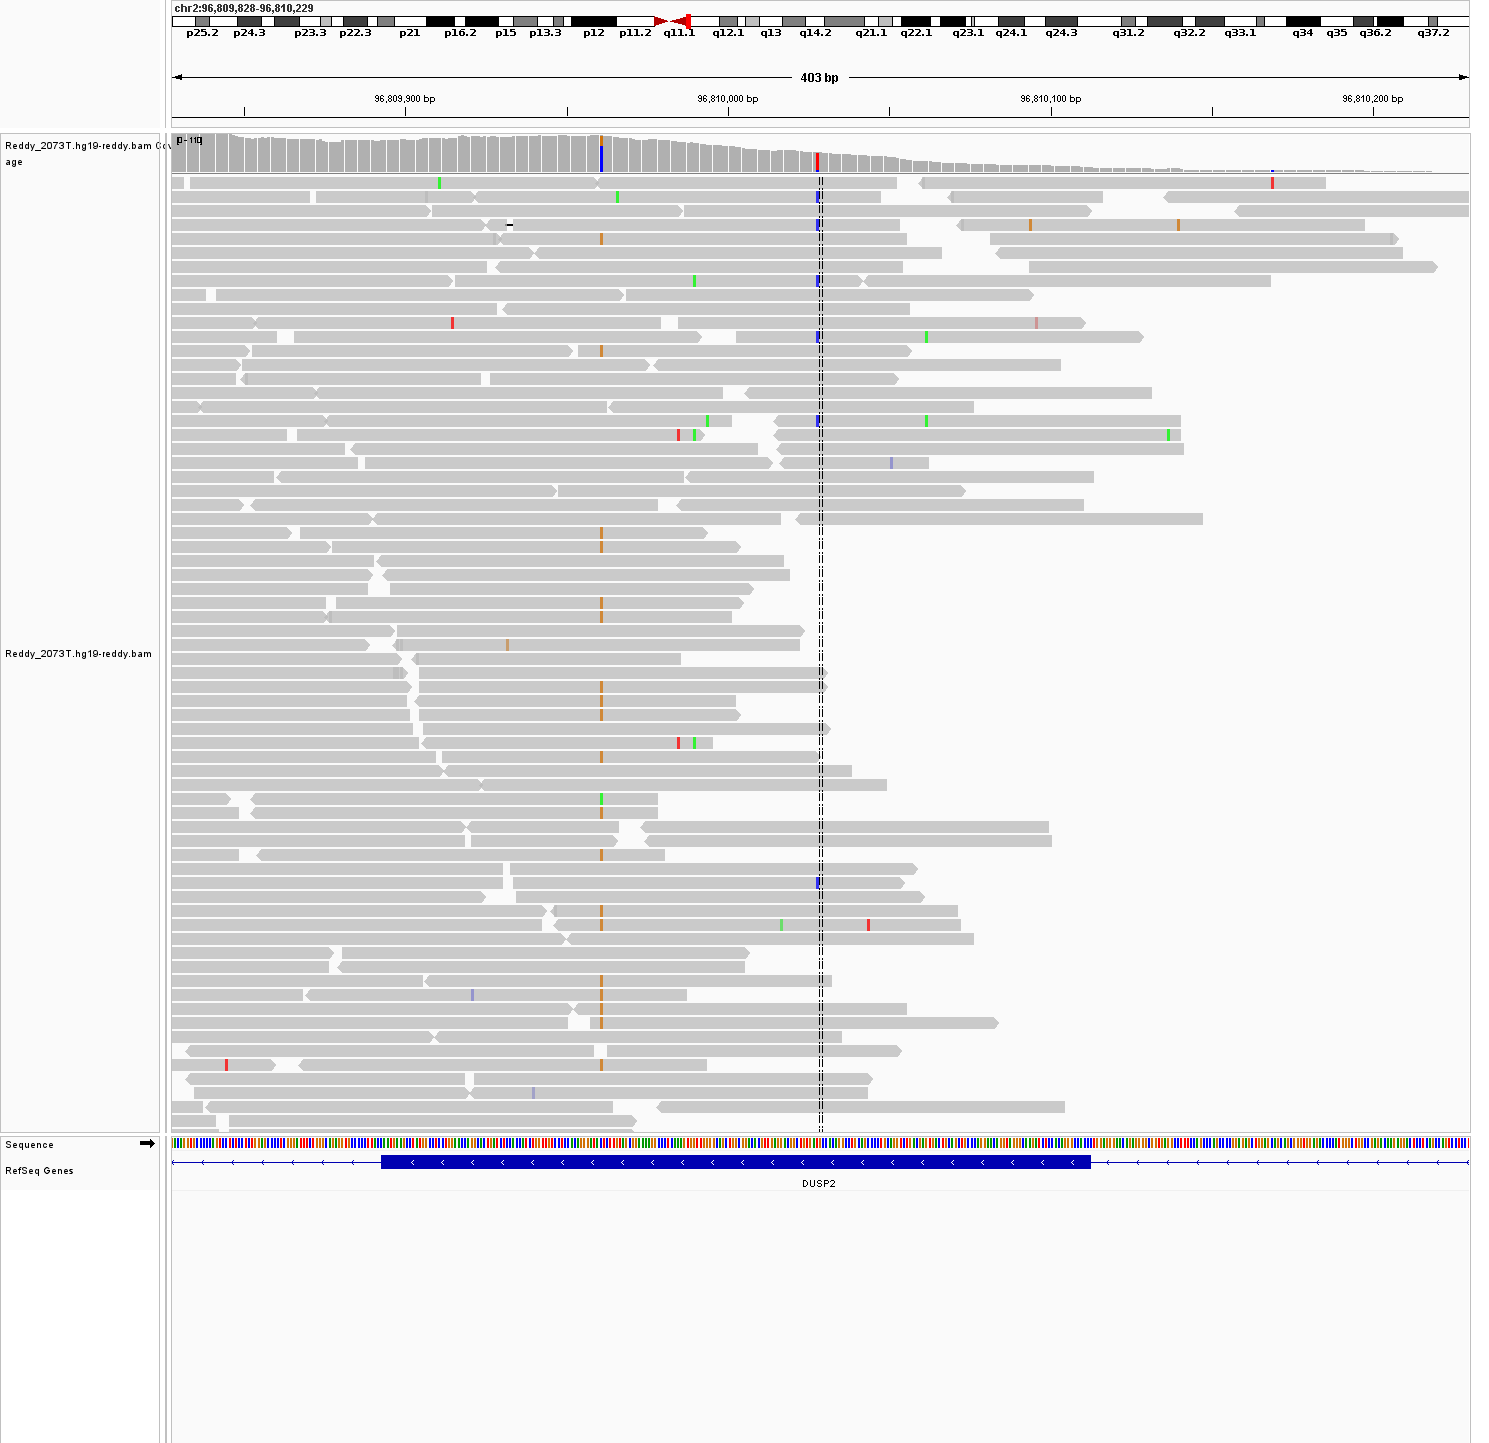 chr2:96,809,828-96,810,229
p25.2 p24.3 p23.3 p22.3 p21 p16.2 p15 p13.3 p12 p11.2 q11.1 q12.1 q13 q14.2 q21.1 q22.1 q23.1 q24.1 q24.3 q31.2 q32.2 q33.1 q34 q35 q36.2 q37.2
403 bp
96,809,900 bp 96,810,000 bp 96,810,100 bp 96,810,200 bp
[0 - 110]
Reddy_2073T.hg19-reddy.bam Cov
age
Reddy_2073T.hg19-reddy.bam
Sequence
RefSeq Genes
DUSP2